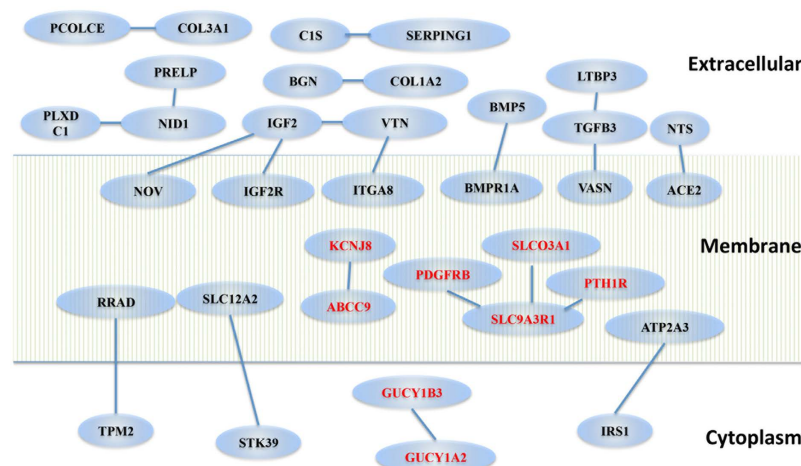 PCOLCE
COL3A1
C1S
SERPING1
Extracellular
PRELP
BGN
COL1A2
LTBP3
BMP5
PLXD
C1
NID1
IGF2
VTN
TGFB3
NTS
NOV
IGF2R
ITGA8
BMPR1A
VASN
ACE2
KCNJ8
SLCO3A1
Membrane
PDGFRB
PTH1R
RRAD
SLC12A2
ABCC9
SLC9A3R1
ATP2A3
GUCY1B3
TPM2
STK39
IRS1
Cytoplasm
GUCY1A2